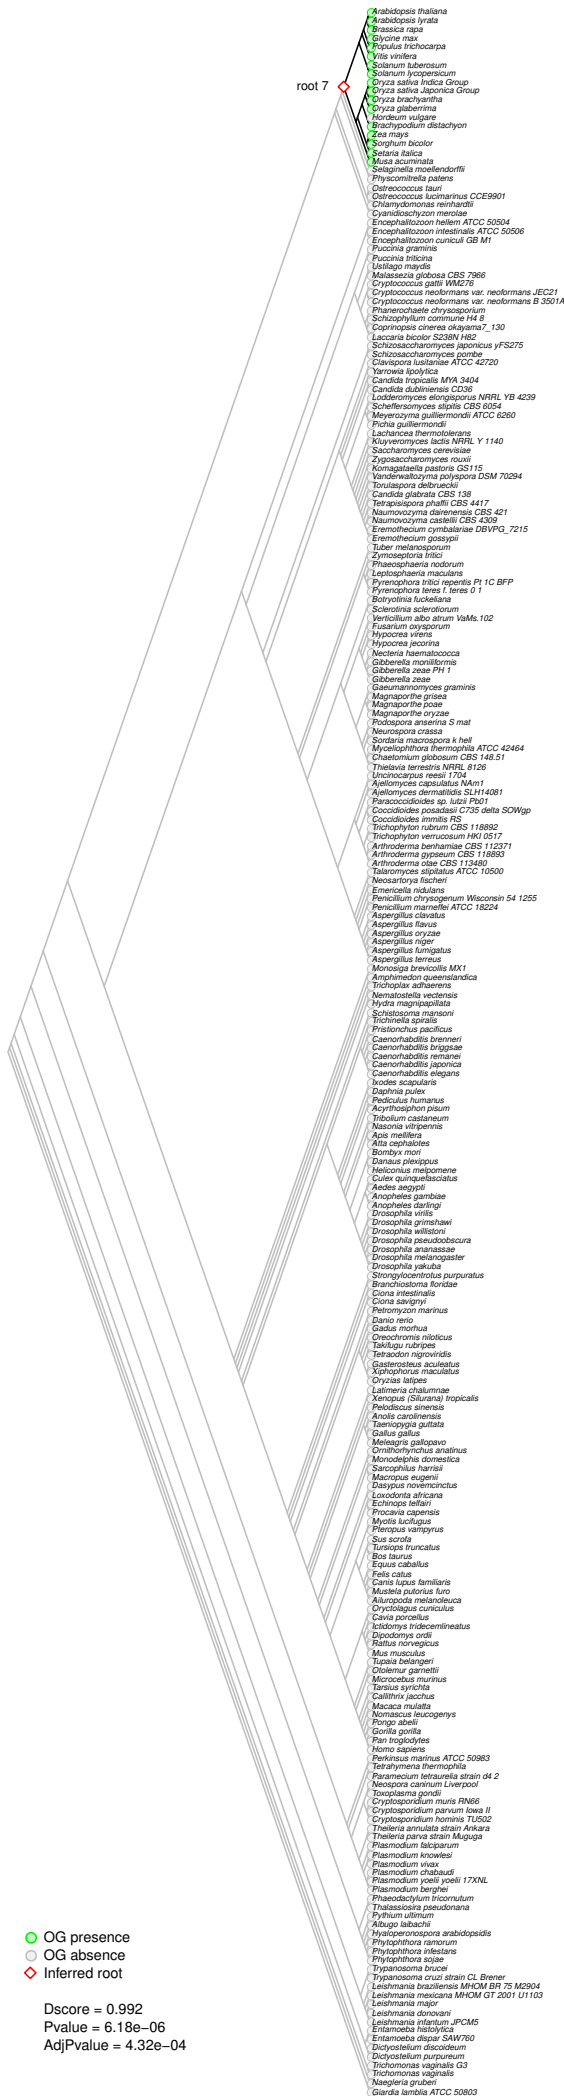 Arabidopsis thaliana
Arabidopsis lyrata
Brassica rapa
Glycine max
Populus trichocarpa
Vitis vinifera
Solanum tuberosum
Solanum lycopersicum
Oryza sativa Indica Group
root 7
Oryza sativa Japonica Group
Oryza brachyantha
Oryza glaberrima
Hordeum vulgare
Brachypodium distachyon
Zea mays
Sorghum bicolor
Setaria italica
Musa acuminata
Selaginella moellendorffii
Physcomitrella patens
Ostreococcus tauri
Ostreococcus lucimarinus CCE9901
Chlamydomonas reinhardtii
Cyanidioschyzon merolae
Encephalitozoon hellem ATCC 50504
Encephalitozoon intestinalis ATCC 50506
Encephalitozoon cuniculi GB M1
Puccinia graminis
Puccinia triticina
Ustilago maydis
Malassezia globosa CBS 7966
Cryptococcus gattii WM276
Cryptococcus neoformans var. neoformans JEC21
Cryptococcus neoformans var. neoformans B 3501A
Phanerochaete chrysosporium
Schizophyllum commune H4 8
Coprinopsis cinerea okayama7_130
Laccaria bicolor S238N H82
Schizosaccharomyces japonicus yFS275
Schizosaccharomyces pombe
Clavispora lusitaniae ATCC 42720
Yarrowia lipolytica
Candida tropicalis MYA 3404
Candida dubliniensis CD36
Lodderomyces elongisporus NRRL YB 4239
Scheffersomyces stipitis CBS 6054
Meyerozyma guilliermondii ATCC 6260
Pichia guilliermondii
Lachancea thermotolerans
Kluyveromyces lactis NRRL Y 1140
Saccharomyces cerevisiae
Zygosaccharomyces rouxii
Komagataella pastoris GS115
Vanderwaltozyma polyspora DSM 70294
Torulaspora delbrueckii
Candida glabrata CBS 138
Tetrapisispora phaffii CBS 4417
Naumovozyma dairenensis CBS 421
Naumovozyma castellii CBS 4309
Eremothecium cymbalariae DBVPG_7215
Eremothecium gossypii
Tuber melanosporum
Zymoseptoria tritici
Phaeosphaeria nodorum
Leptosphaeria maculans
Pyrenophora tritici repentis Pt 1C BFP
Pyrenophora teres f. teres 0 1
Botryotinia fuckeliana
Sclerotinia sclerotiorum
Verticillium albo atrum VaMs.102
Fusarium oxysporum
Hypocrea virens
Hypocrea jecorina
Necteria haematococca
Gibberella moniliformis
Gibberella zeae PH 1
Gibberella zeae
Gaeumannomyces graminis
Magnaporthe grisea
Magnaporthe poae
Magnaporthe oryzae
Podospora anserina S mat
Neurospora crassa
Sordaria macrospora k hell
Myceliophthora thermophila ATCC 42464
Chaetomium globosum CBS 148.51
Thielavia terrestris NRRL 8126
Uncinocarpus reesii 1704
Ajellomyces capsulatus NAm1
Ajellomyces dermatitidis SLH14081
Paracoccidioides sp. lutzii Pb01
Coccidioides posadasii C735 delta SOWgp
Coccidioides immitis RS
Trichophyton rubrum CBS 118892
Trichophyton verrucosum HKI 0517
Arthroderma benhamiae CBS 112371
Arthroderma gypseum CBS 118893
Arthroderma otae CBS 113480
Talaromyces stipitatus ATCC 10500
Neosartorya fischeri
Emericella nidulans
Penicillium chrysogenum Wisconsin 54 1255
Penicillium marneffei ATCC 18224
Aspergillus clavatus
Aspergillus flavus
Aspergillus oryzae
Aspergillus niger
Aspergillus fumigatus
Aspergillus terreus
Monosiga brevicollis MX1
Amphimedon queenslandica
Trichoplax adhaerens
Nematostella vectensis
Hydra magnipapillata
Schistosoma mansoni
Trichinella spiralis
Pristionchus pacificus
Caenorhabditis brenneri
Caenorhabditis briggsae
Caenorhabditis remanei
Caenorhabditis japonica
Caenorhabditis elegans
Ixodes scapularis
Daphnia pulex
Pediculus humanus
Acyrthosiphon pisum
Tribolium castaneum
Nasonia vitripennis
Apis mellifera
Atta cephalotes
Bombyx mori
Danaus plexippus
Heliconius melpomene
Culex quinquefasciatus
Aedes aegypti
Anopheles gambiae
Anopheles darlingi
Drosophila virilis
Drosophila grimshawi
Drosophila willistoni
Drosophila pseudoobscura
Drosophila ananassae
Drosophila melanogaster
Drosophila yakuba
Strongylocentrotus purpuratus
Branchiostoma floridae
Ciona intestinalis
Ciona savignyi
Petromyzon marinus
Danio rerio
Gadus morhua
Oreochromis niloticus
Takifugu rubripes
Tetraodon nigroviridis
Gasterosteus aculeatus
Xiphophorus maculatus
Oryzias latipes
Latimeria chalumnae
Xenopus (Silurana) tropicalis
Pelodiscus sinensis
Anolis carolinensis
Taeniopygia guttata
Gallus gallus
Meleagris gallopavo
Ornithorhynchus anatinus
Monodelphis domestica
Sarcophilus harrisii
Macropus eugenii
Dasypus novemcinctus
Loxodonta africana
Echinops telfairi
Procavia capensis
Myotis lucifugus
Pteropus vampyrus
Sus scrofa
Tursiops truncatus
Bos taurus
Equus caballus
Felis catus
Canis lupus familiaris
Mustela putorius furo
Ailuropoda melanoleuca
Oryctolagus cuniculus
Cavia porcellus
Ictidomys tridecemlineatus
Dipodomys ordii
Rattus norvegicus
Mus musculus
Tupaia belangeri
Otolemur garnettii
Microcebus murinus
Tarsius syrichta
Callithrix jacchus
Macaca mulatta
Nomascus leucogenys
Pongo abelii
Gorilla gorilla
Pan troglodytes
Homo sapiens
Perkinsus marinus ATCC 50983
Tetrahymena thermophila
Paramecium tetraurelia strain d4 2
Neospora caninum Liverpool
Toxoplasma gondii
Cryptosporidium muris RN66
Cryptosporidium parvum Iowa II
Cryptosporidium hominis TU502
Theileria annulata strain Ankara
Theileria parva strain Muguga
Plasmodium falciparum
Plasmodium knowlesi
Plasmodium vivax
Plasmodium chabaudi
Plasmodium yoelii yoelii 17XNL
Plasmodium berghei
Phaeodactylum tricornutum
Thalassiosira pseudonana
Pythium ultimum
Albugo laibachii
Hyaloperonospora arabidopsidis
Phytophthora ramorum
Phytophthora infestans
Phytophthora sojae
Trypanosoma brucei
Trypanosoma cruzi strain CL Brener
Leishmania braziliensis MHOM BR 75 M2904
Leishmania mexicana MHOM GT 2001 U1103
Leishmania major
Leishmania donovani
Leishmania infantum JPCM5
Entamoeba histolytica
Entamoeba dispar SAW760
Dictyostelium discoideum
Dictyostelium purpureum
Trichomonas vaginalis G3
Trichomonas vaginalis
Naegleria gruberi
Giardia lamblia ATCC 50803
OG presence
OG absence
Inferred root
Dscore = 0.992
Pvalue = 6.18e−06
AdjPvalue = 4.32e−04